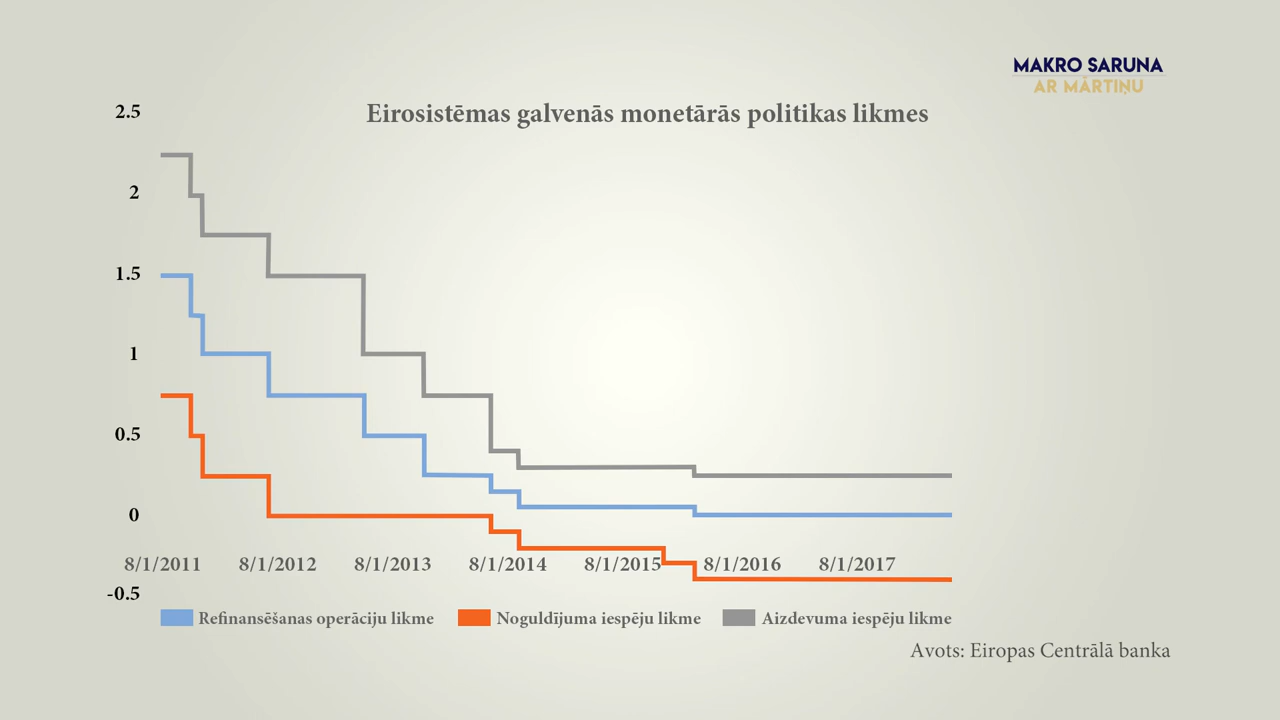 MAKRO SARUNA
AR MĀRTIŅU
Eirosistēmas galvenās monetārās politikas likmes
2.5
2
1.5
1
0.5
0
-0.5
8/1/2011 8/1/2012 8/1/2013 8/1/2014 8/1/2015 8/1/2016 8/1/2017
Refinansēšanas operāciju likme Noguldījuma iespēju likme Aizdevuma iespēju likme
Avots: Eiropas Centrālā banka